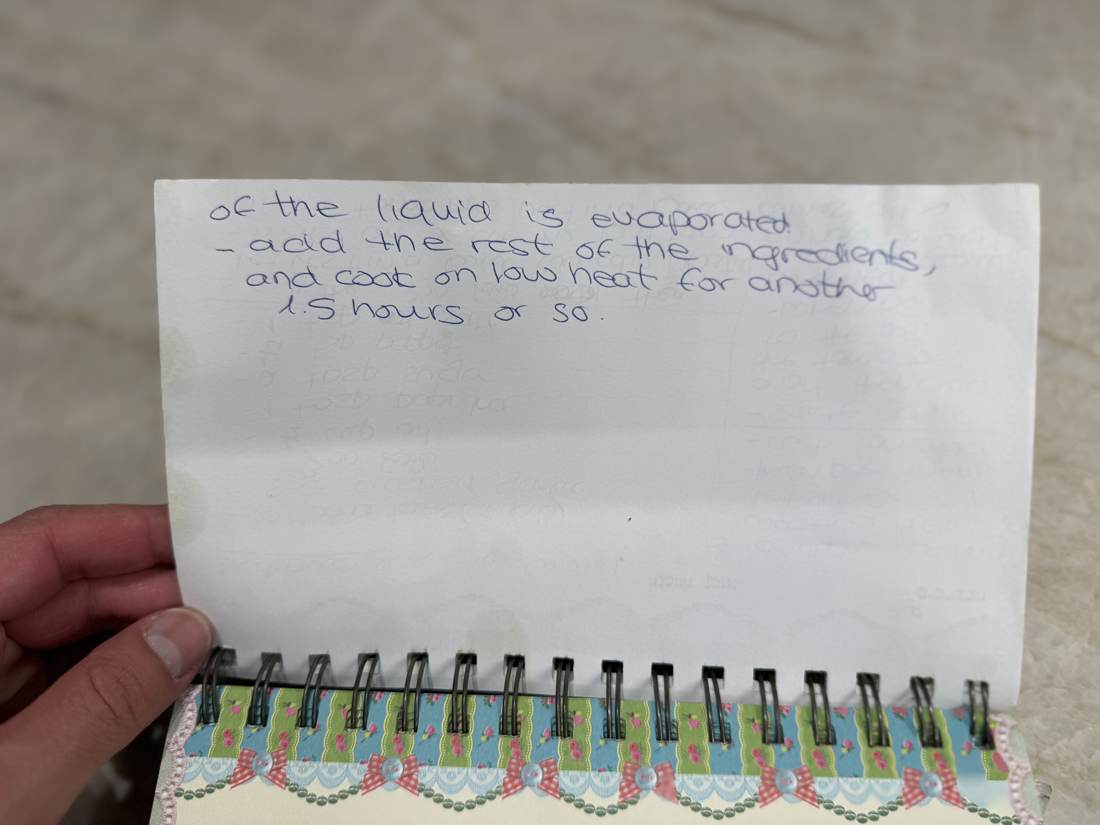 of the liquid is evaporated.
- add the rest of the ingredients,
and cook on low heat for another
1.5 hours or so.